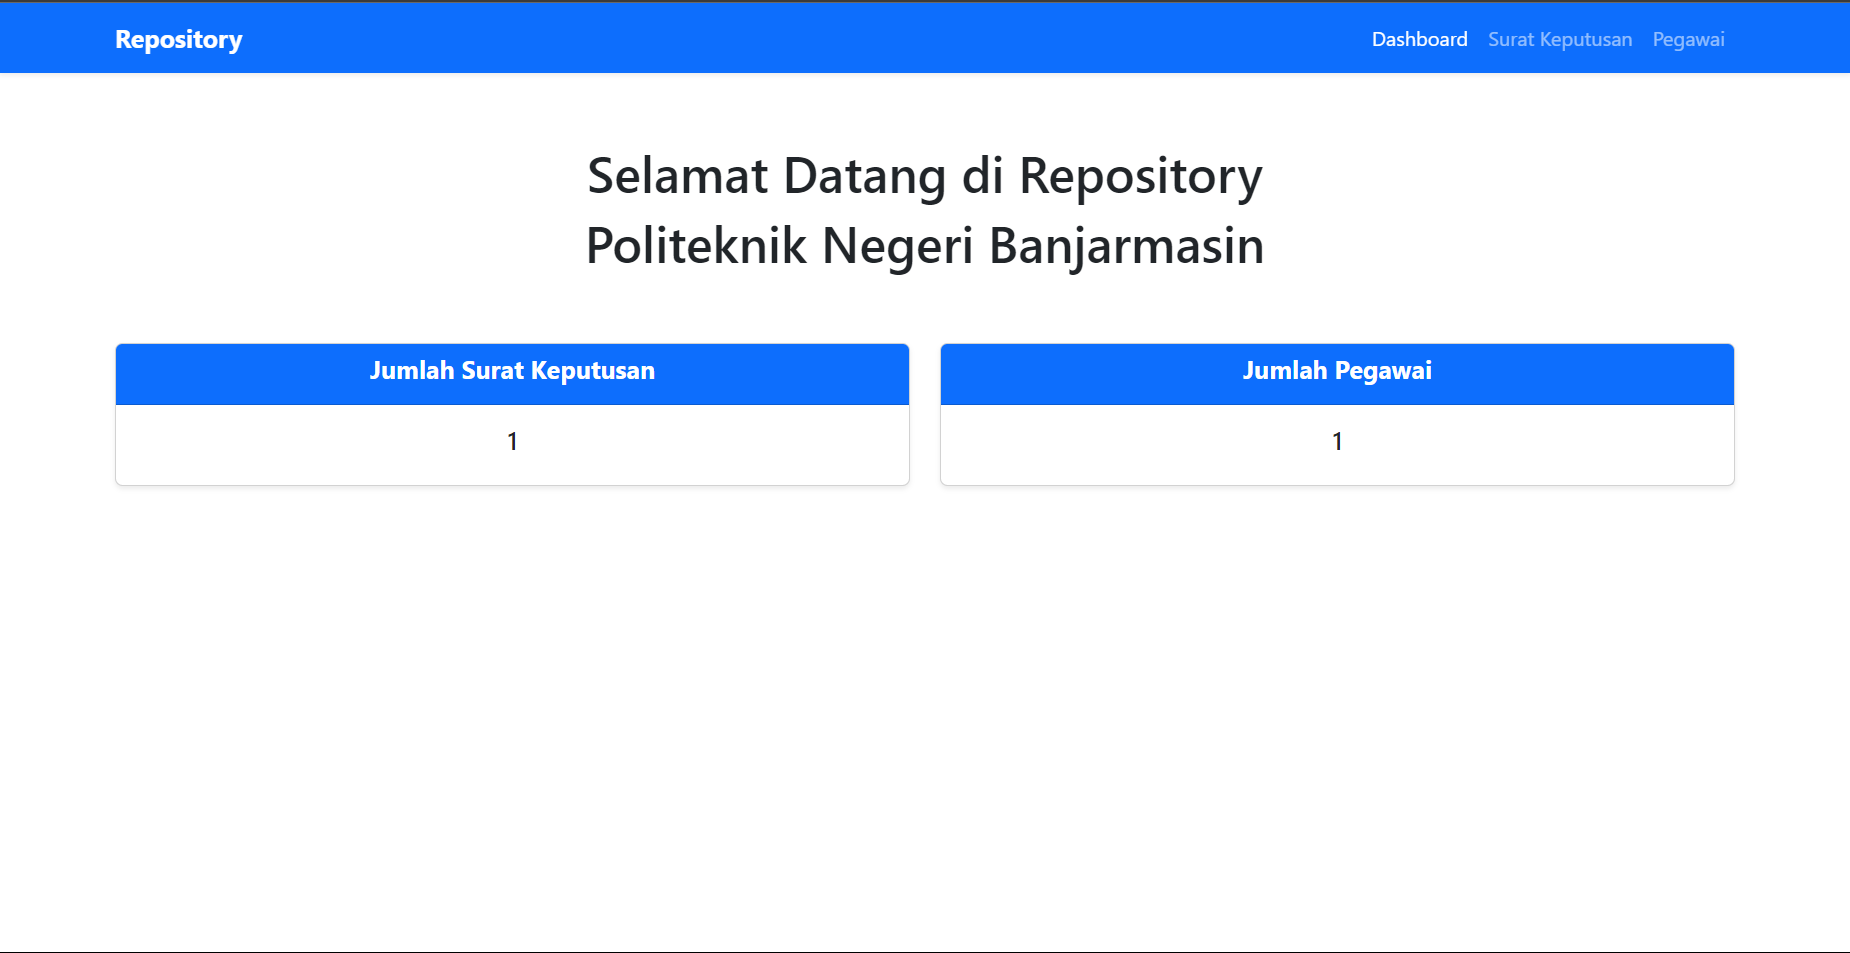 Repository
Dashboard Surat Keputusan Pegawai
Selamat Datang di Repository
Politeknik Negeri Banjarmasin
Jumlah Surat Keputusan
1
Jumlah Pegawai
1